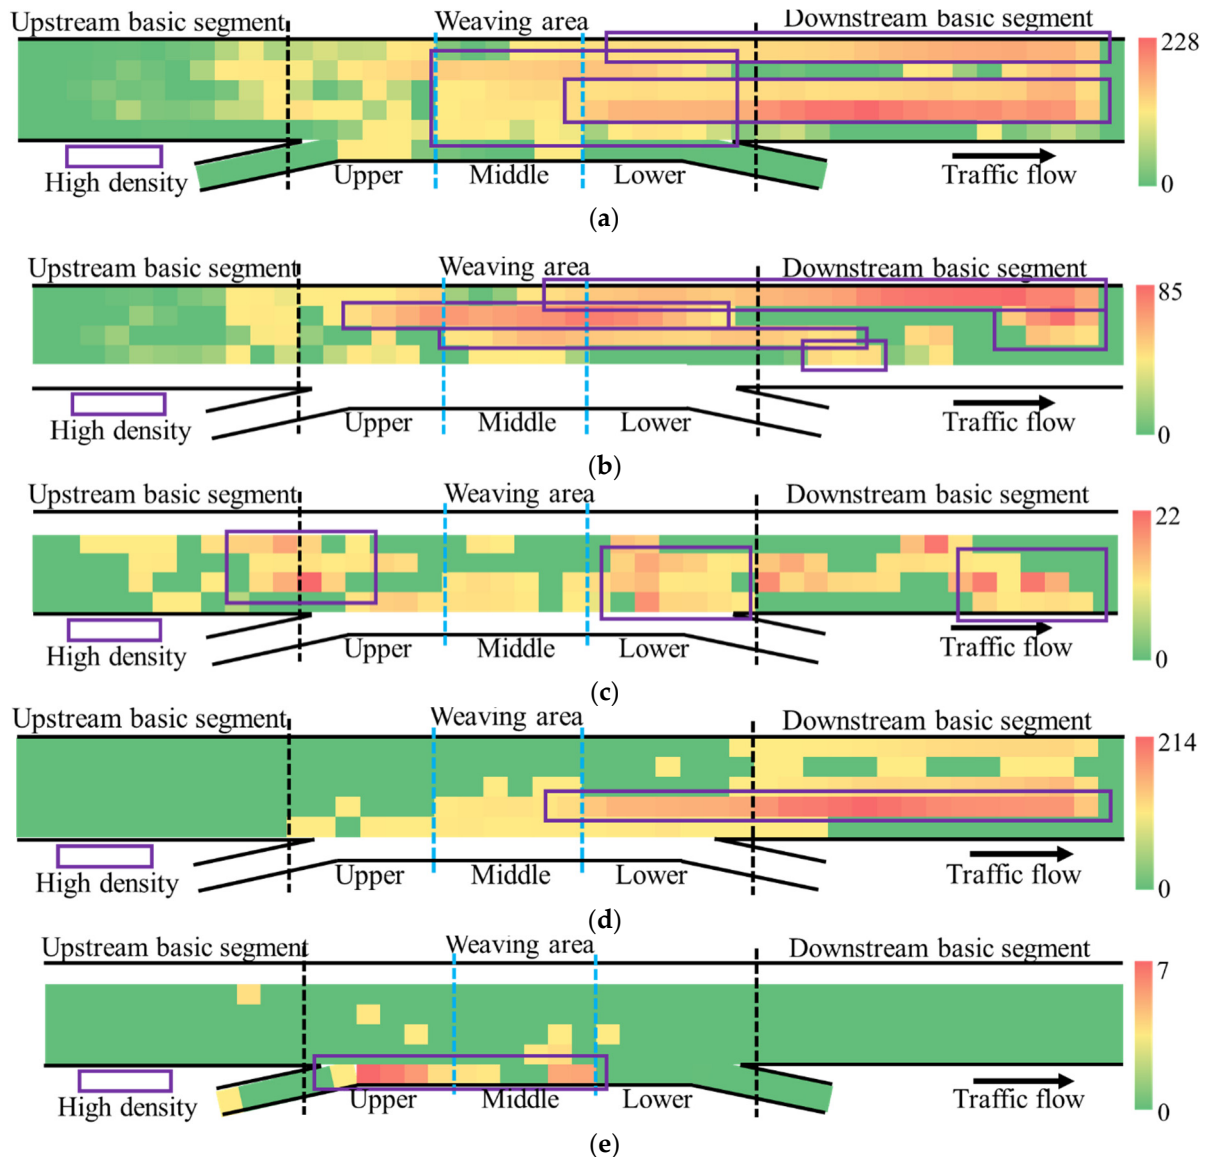 Upstream basic segment Weaving area Downstream basic segment
228
0
High density Upper Middle Lower Traffic flow
(a)
Upstream basic segment Weaving area Downstream basic segment
85
0
High density Upper Middle Lower Traffic flow
(b)
Upstream basic segment Weaving area Downstream basic segment
22
0
High density Upper Middle Lower Traffic flow
(c)
Upstream basic segment Weaving area Downstream basic segment
214
0
High density Upper Middle Lower Traffic flow
(d)
Upstream basic segment Weaving area Downstream basic segment
7
0
High density Upper Middle Lower Traffic flow
(e)